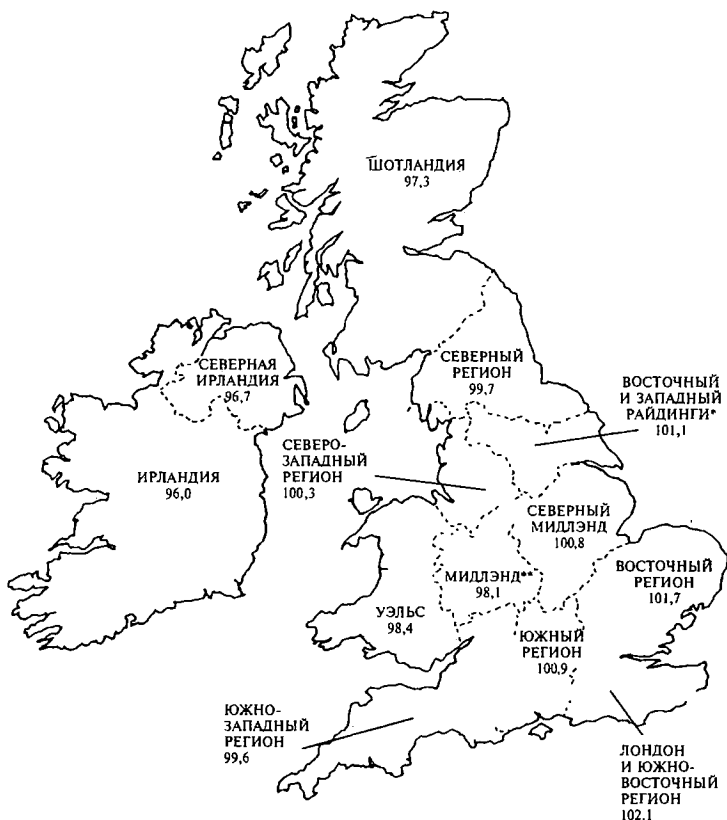 ШОТЛАНДИЯ
97,3
СЕВЕРНАЯ
ИРЛАНДИЯ
96,7
СЕВЕРНЫЙ
РЕГИОН
99,7
ВОСТОЧНЫЙ
И ЗАПАДНЫЙ
РАЙДИНГИ*
101,1
СЕВЕРО-
ЗАПАДНЫЙ
РЕГИОН
100,3
ИРЛАНДИЯ
96,0
СЕВЕРНЫЙ
МИДЛЭНД
100,8
МИДЛЭНД**
98,1
ВОСТОЧНЫЙ
РЕГИОН
101,7
УЭЛЬС
98,4
ЮЖНЫЙ
РЕГИОН
100,9
ЮЖНО-
ЗАПАДНЫЙ
РЕГИОН
99,6
ЛОНДОН
И ЮЖНО-
ВОСТОЧНЫЙ
РЕГИОН
102,1